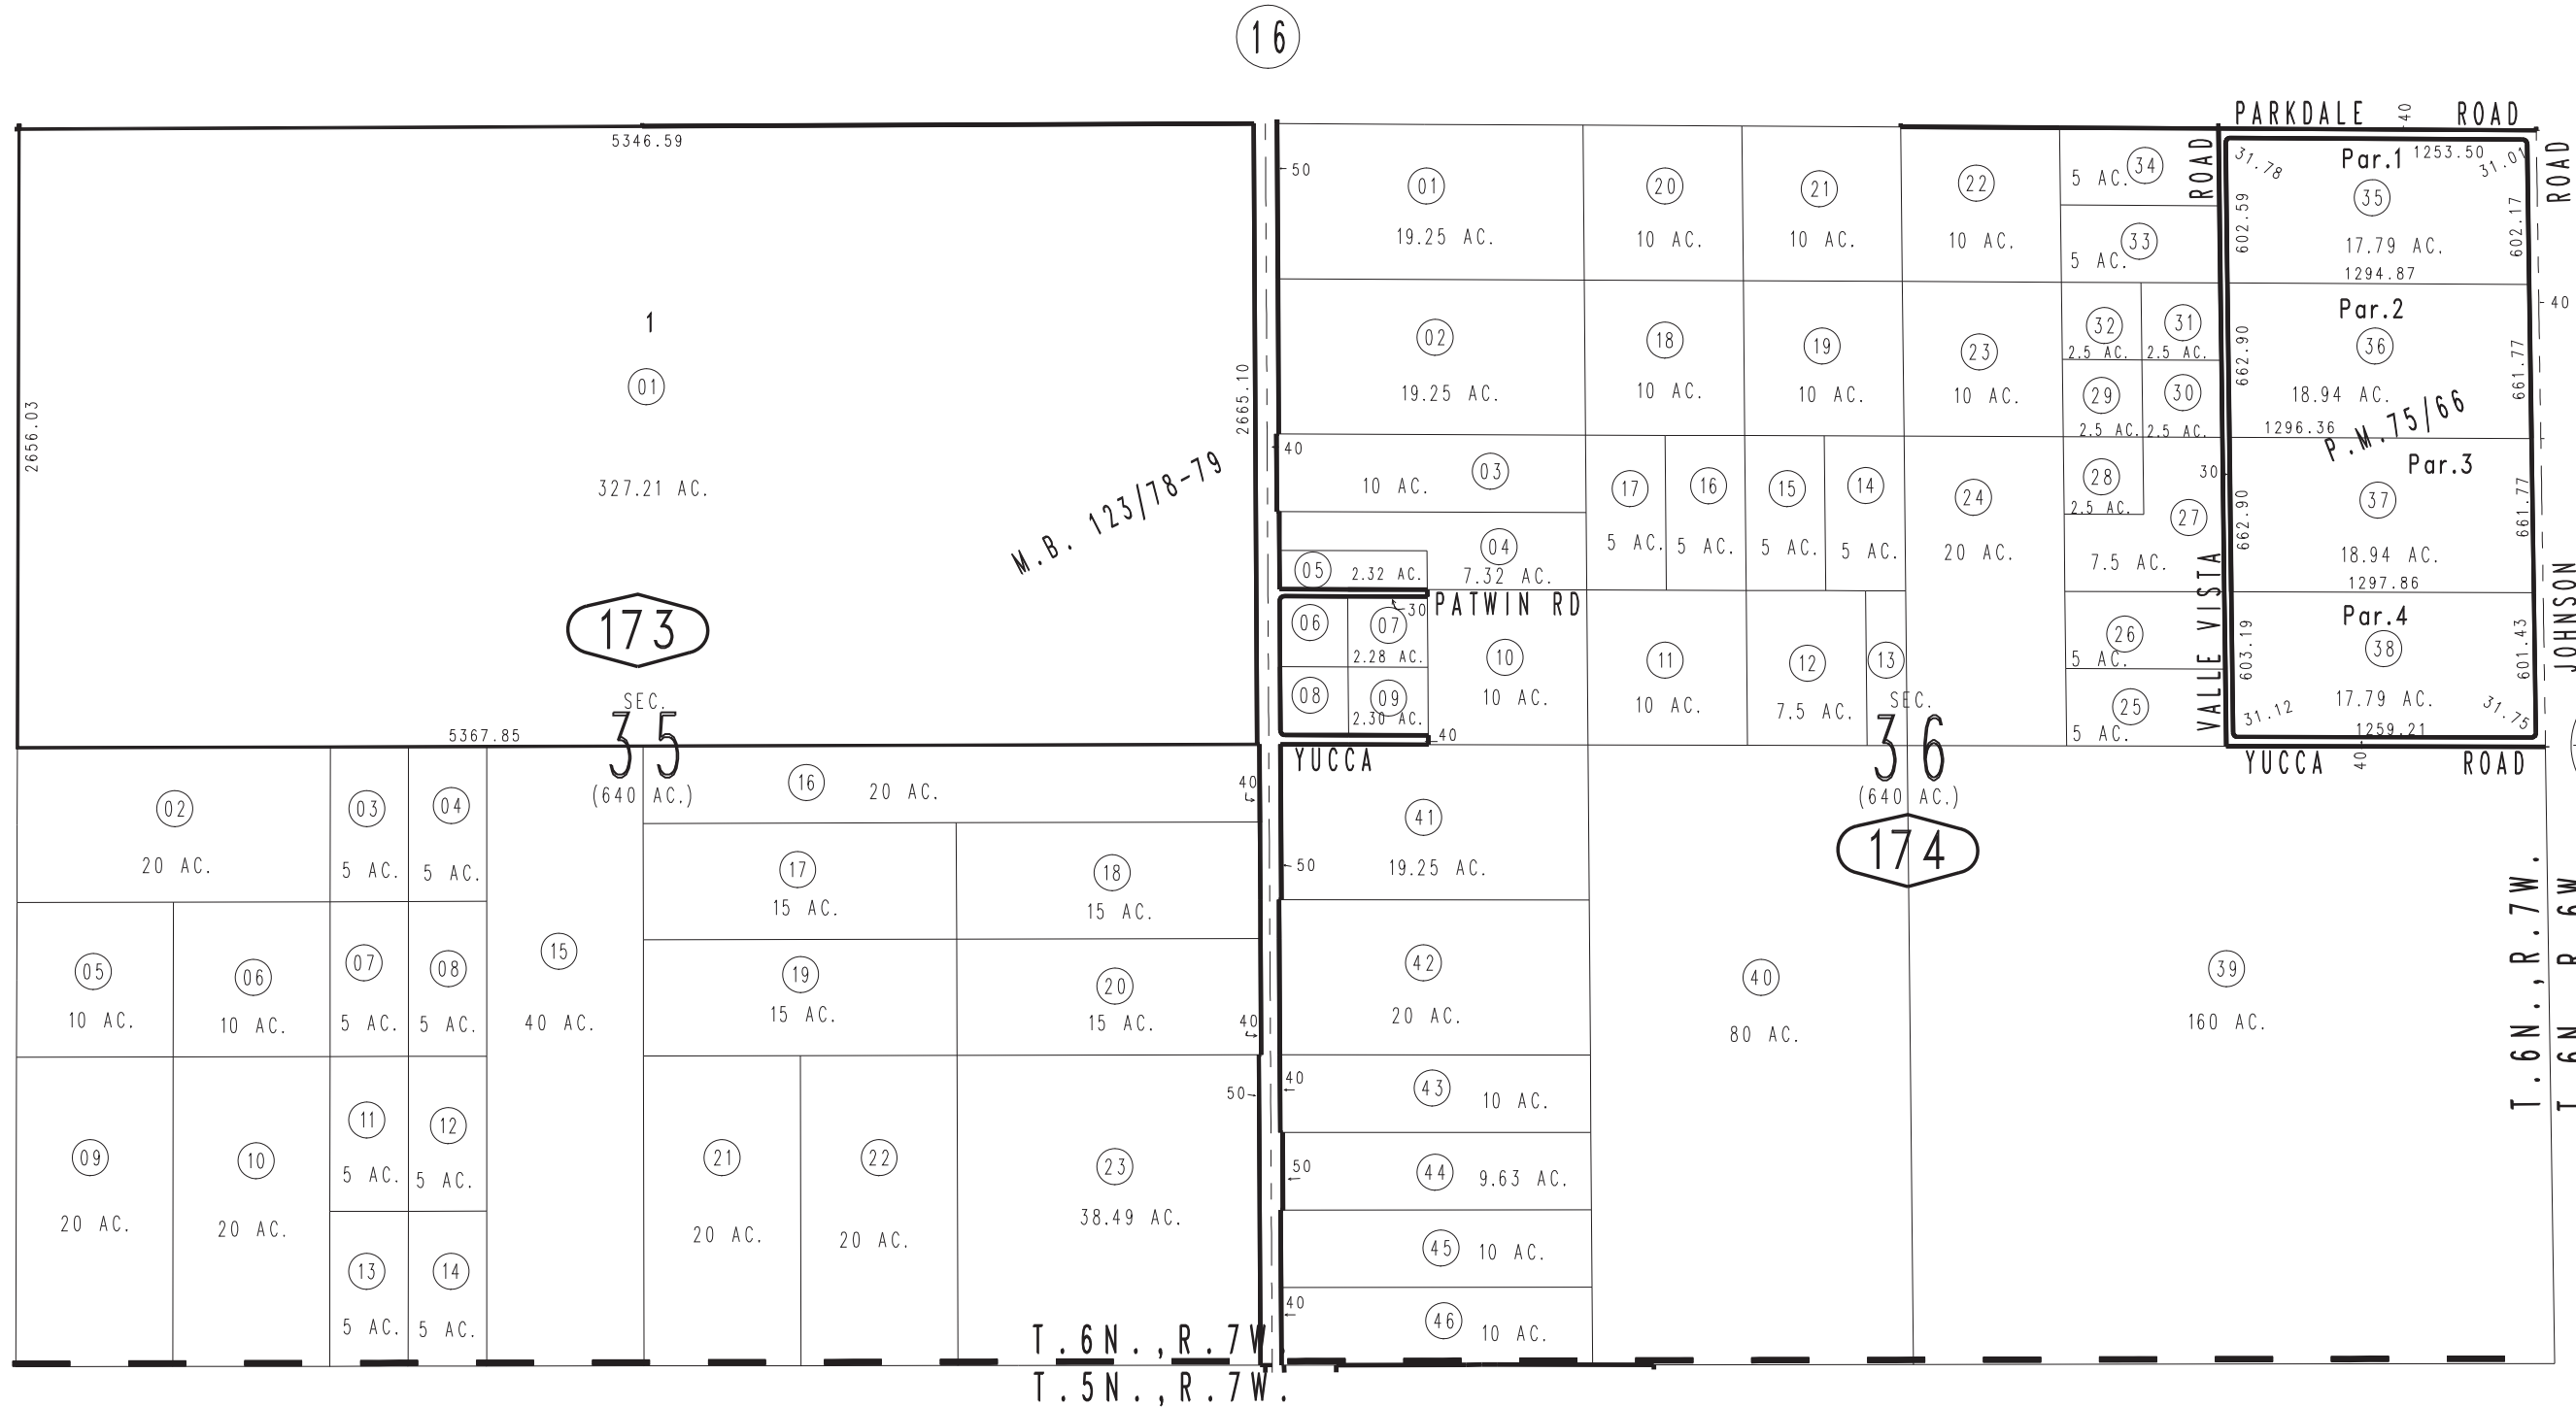 16
PARKDALE 40 ROAD
5346.59
2656.03
2665.10
1
01
327.21 AC.
M.B. 123/78-79
173
SEC.
35
(640 AC.)
5367.85
50
01
19.25 AC.
20
10 AC.
21
10 AC.
22
10 AC.
34
5 AC.
33
5 AC.
ROAD
31.78
Par.1
1253.50
31.01
35
602.59
602.17
17.79 AC.
1294.87
ROAD
40
02
19.25 AC.
18
10 AC.
19
10 AC.
23
10 AC.
32
2.5 AC.
31
2.5 AC.
29
2.5 AC.
30
2.5 AC.
Par.2
36
662.90
661.77
18.94 AC.
1296.36
P.M.75/66
40
03
10 AC.
04
7.32 AC.
05
2.32 AC.
17
5 AC.
16
5 AC.
15
5 AC.
14
5 AC.
24
20 AC.
28
2.5 AC.
27
7.5 AC.
30
Par.3
37
662.90
661.77
18.94 AC.
1297.86
30
PATWIN RD
06
07
2.28 AC.
08
09
2.30 AC.
10
10 AC.
11
10 AC.
12
7.5 AC.
13
26
5 AC.
25
5 AC.
VALLE VISTA
Par.4
38
603.19
601.43
17.79 AC.
31.12
31.75
1259.21
JOHNSON
40
YUCCA
YUCCA 40 ROAD
SEC.
36
(640 AC.)
174
02
20 AC.
03
5 AC.
04
5 AC.
16
20 AC.
40
17
15 AC.
18
15 AC.
05
10 AC.
06
10 AC.
07
5 AC.
08
5 AC.
15
40 AC.
19
15 AC.
20
15 AC.
40
50
09
20 AC.
10
20 AC.
11
5 AC.
12
5 AC.
13
5 AC.
14
5 AC.
21
20 AC.
22
20 AC.
23
38.49 AC.
41
50
19.25 AC.
42
20 AC.
40
43
10 AC.
50
44
9.63 AC.
45
10 AC.
40
46
10 AC.
40
80 AC.
39
160 AC.
T.6N.,R.7W.
T.6N.,R.7W
T.5N.,R.7W.